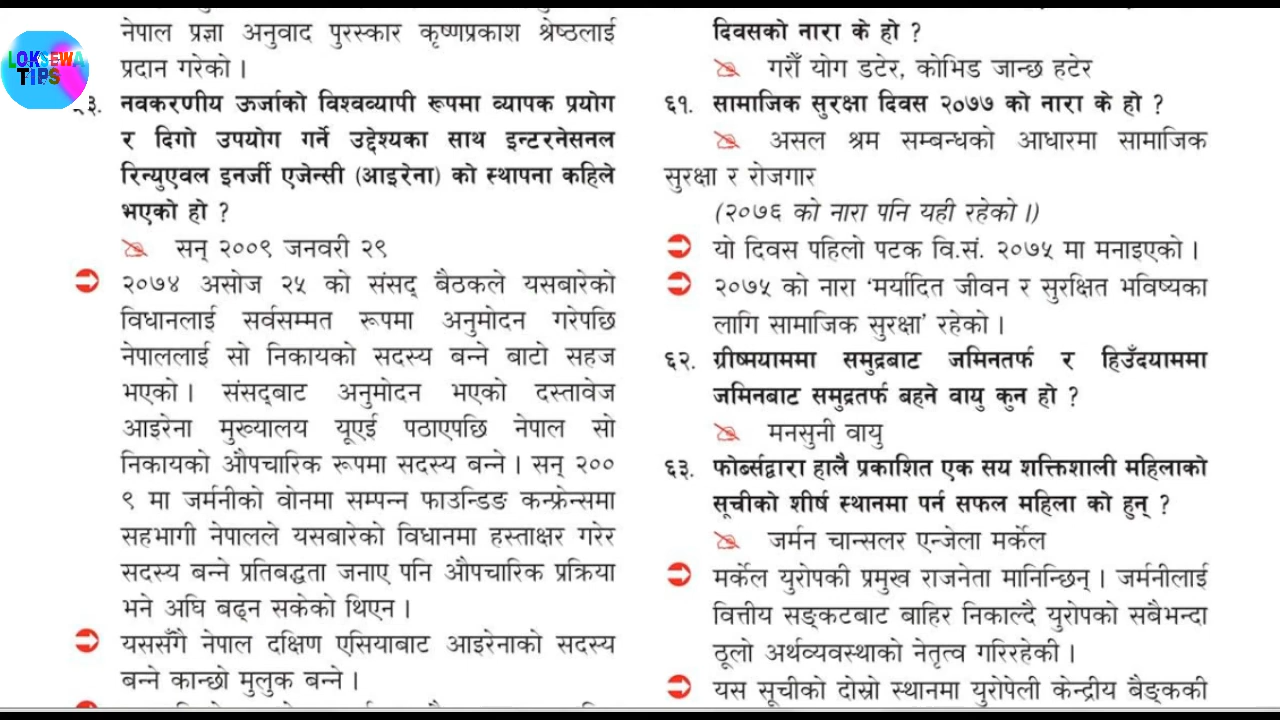 LOKSEWA
TIPS
नेपाल प्रज्ञा अनुवाद पुरस्कार कृष्णप्रकाश श्रेष्ठलाई
प्रदान गरेको ।
३. नवकरणीय ऊर्जाको विश्वव्यापी रूपमा व्यापक प्रयोग
र दिगो उपयोग गर्ने उद्देश्यका साथ इन्टरनेसनल
रिन्युएवल इनर्जी एजेन्सी (आइरेना) को स्थापना कहिले
भएको हो ?
सन् २००९ जनवरी २९
२०७४ असोज २५ को संसद् बैठकले यसबारेको
विधानलाई सर्वसम्मत रूपमा अनुमोदन गरेपछि
नेपाललाई सो निकायको सदस्य बन्ने बाटो सहज
भएको । संसद्बाट अनुमोदन भएको दस्तावेज
आइरेना मुख्यालय यूएई पठाएपछि नेपाल सो
निकायको औपचारिक रूपमा सदस्य बन्ने । सन् २००
९ मा जर्मनीको वोनमा सम्पन्न फाउन्डिङ कन्फ्रेन्समा
सहभागी नेपालले यसबारेको विधानमा हस्ताक्षर गरेर
सदस्य बन्ने प्रतिबद्धता जनाए पनि औपचारिक प्रक्रिया
भने अघि बढ्न सकेको थिएन ।
यससँगै नेपाल दक्षिण एसियाबाट आइरेनाको सदस्य
बन्ने कान्छो मुलुक बन्ने ।
दिवसको नारा के हो ?
गरौँ योग डटेर, कोभिड जान्छ हटेर
६१. सामाजिक सुरक्षा दिवस २०७७ को नारा के हो ?
असल श्रम सम्बन्धको आधारमा सामाजिक
सुरक्षा र रोजगार
(२०७६ को नारा पनि यही रहेको ।)
यो दिवस पहिलो पटक वि.सं. २०७५ मा मनाइएको ।
२०७५ को नारा 'मर्यादित जीवन र सुरक्षित भविष्यका
लागि सामाजिक सुरक्षा' रहेको ।
६२. ग्रीष्मयाममा समुद्रबाट जमिनतर्फ र हिउँदयाममा
जमिनबाट समुद्रतर्फ बहने वायु कुन हो ?
मनसुनी वायु
६३. फोर्ब्सद्वारा हालै प्रकाशित एक सय शक्तिशाली महिलाको
सूचीको शीर्ष स्थानमा पर्न सफल महिला को हुन् ?
जर्मन चान्सलर एन्जेला मर्केल
मर्केल युरोपकी प्रमुख राजनेता मानिन्छिन् । जर्मनीलाई
वित्तीय सङ्कटबाट बाहिर निकाल्दै युरोपको सबैभन्दा
ठूलो अर्थव्यवस्थाको नेतृत्व गरिरहेकी ।
यस सूचीको दोस्रो स्थानमा युरोपेली केन्द्रीय बैङ्ककी